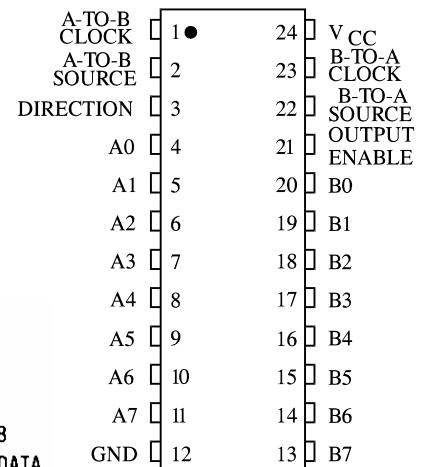 A-TO-B
CLOCK 1 24 V CC
A-TO-B
SOURCE 2 23 B-TO-A
CLOCK
DIRECTION 3 22 B-TO-A
SOURCE
A0 4 21 OUTPUT
ENABLE
A1 5 20 B0
A2 6 19 B1
A3 7 18 B2
A4 8 17 B3
A5 9 16 B4
A6 10 15 B5
A7 11 14 B6
8
DATA
GND 12 13 B7